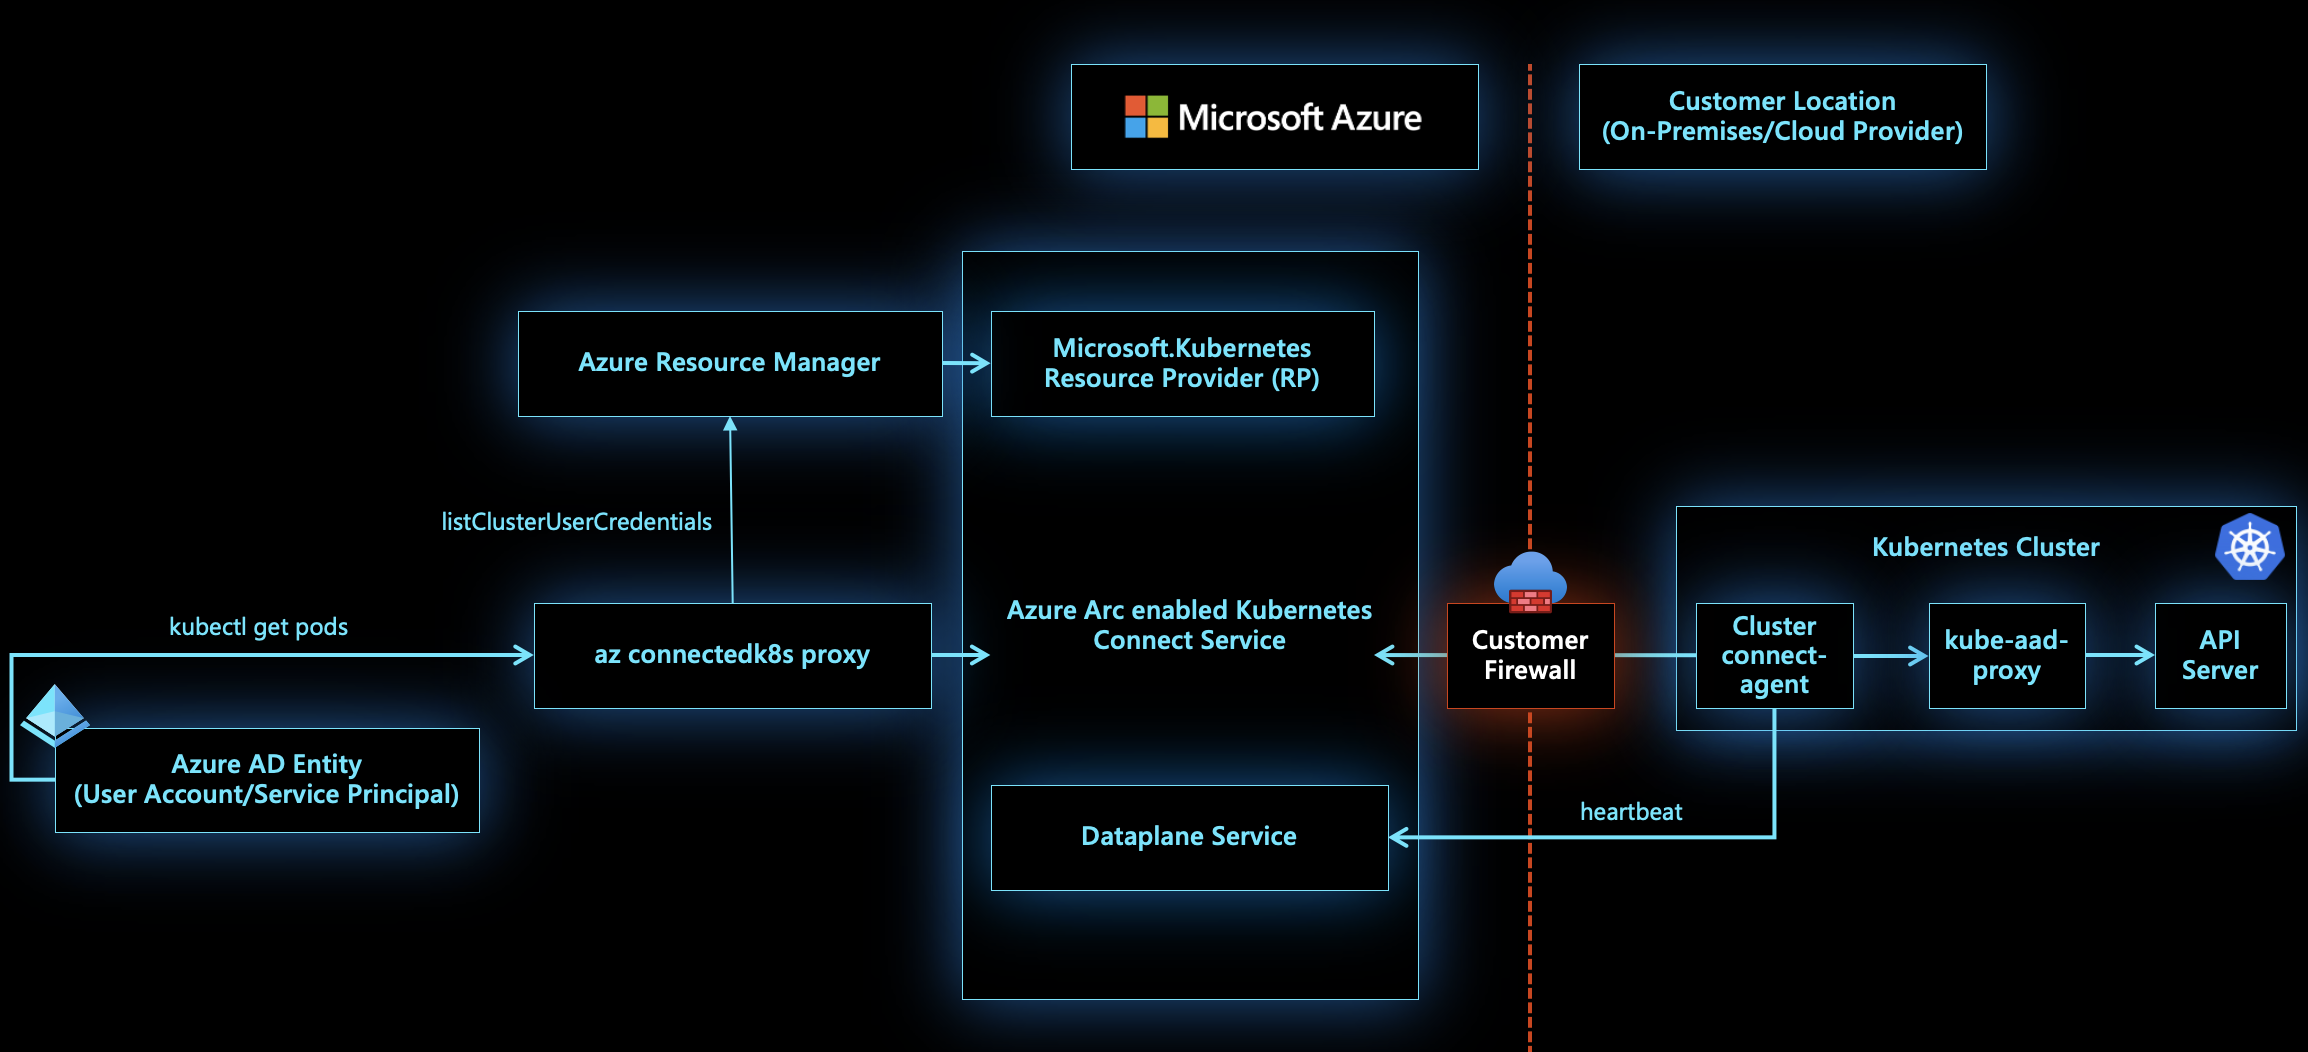 Microsoft Azure
Customer Location
(On-Premises/Cloud Provider)
Azure Resource Manager
Microsoft.Kubernetes
Resource Provider (RP)
listClusterUserCredentials
Kubernetes Cluster
kubectl get pods
az connectedk8s proxy
Azure Arc enabled Kubernetes
Connect Service
Customer
Firewall
Cluster
connect-
agent
kube-aad-
proxy
API
Server
Azure AD Entity
(User Account/Service Principal)
Dataplane Service
heartbeat